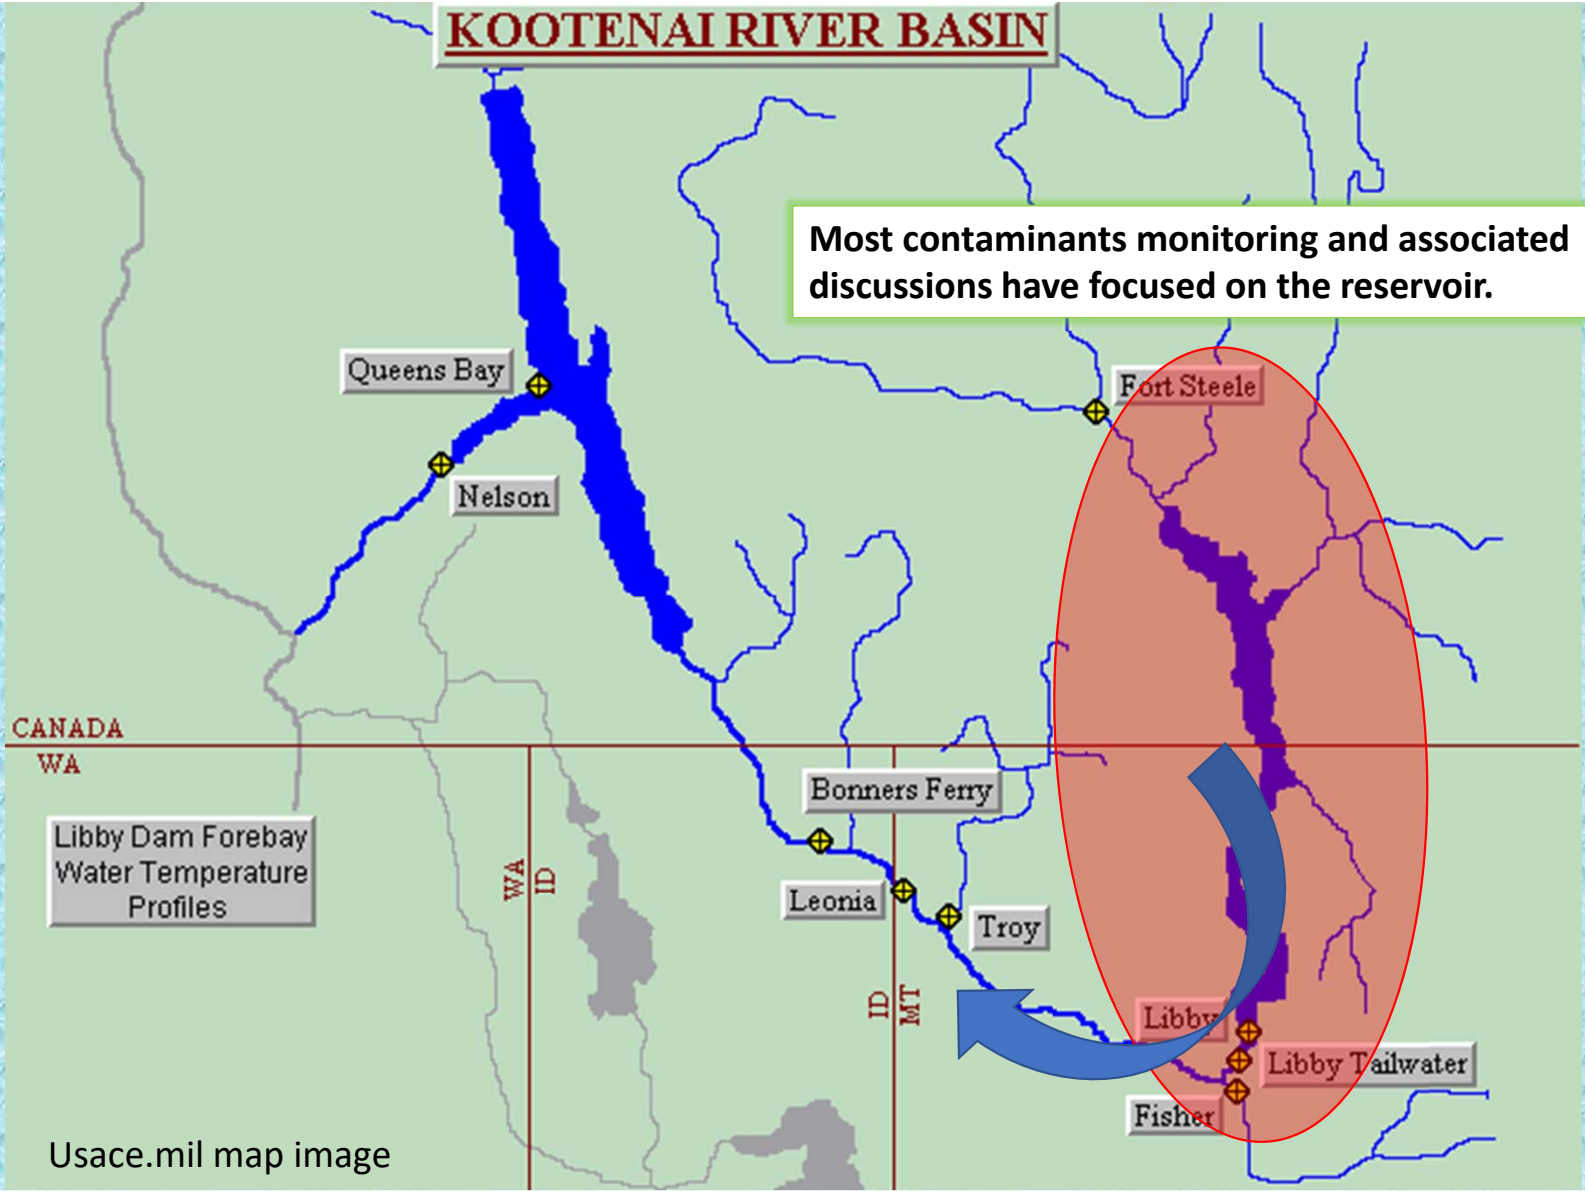 KOOTENAI RIVER BASIN
Most contaminants monitoring and associated
discussions have focused on the reservoir.
Queens Bay
Fort Steele
Nelson
CANADA
WA
Bonners Ferry
Libby Dam Forebay
Water Temperature
Profiles
WA
ID
Leonia
Troy
ID
MT
Libby
Libby Tailwater
Fisher
Usace.mil map image